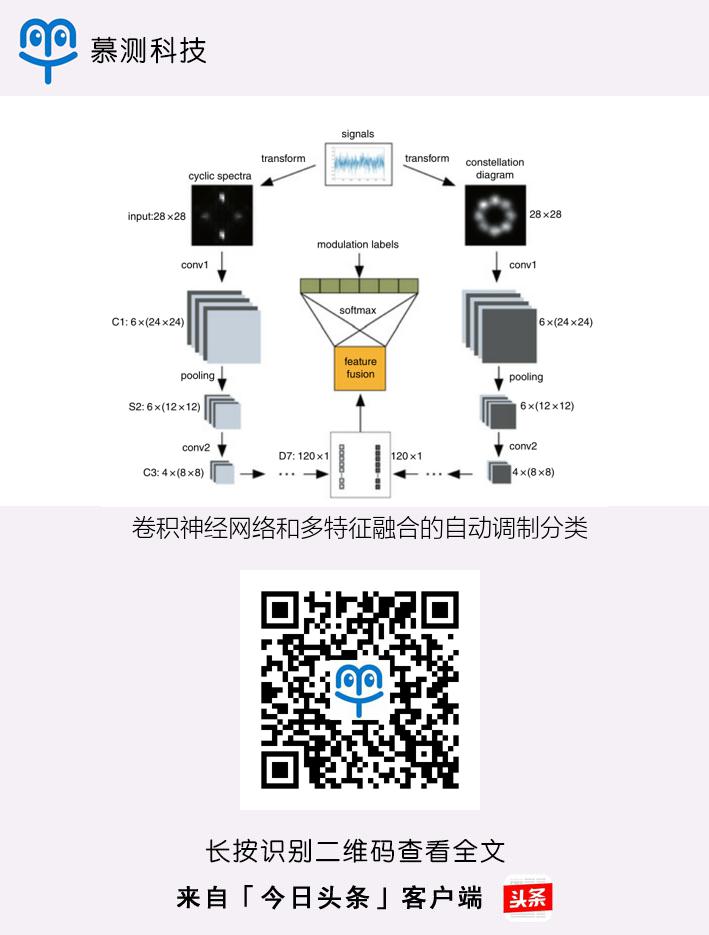 慕测科技
signals
transform
transform
cyclic spectra
constellation
diagram
input:28×28
28×28
modulation labels
conv1
conv1
softmax
C1: 6×(24×24)
6×(24×24)
feature
fusion
pooling
pooling
S2: 6×(12×12)
6×(12×12)
conv2
conv2
D7: 120×1
120×1
C3: 4×(8×8)
4×(8×8)
卷积神经网络和多特征融合的自动调制分类
长按识别二维码查看全文
来自「今日头条」客户端
头条